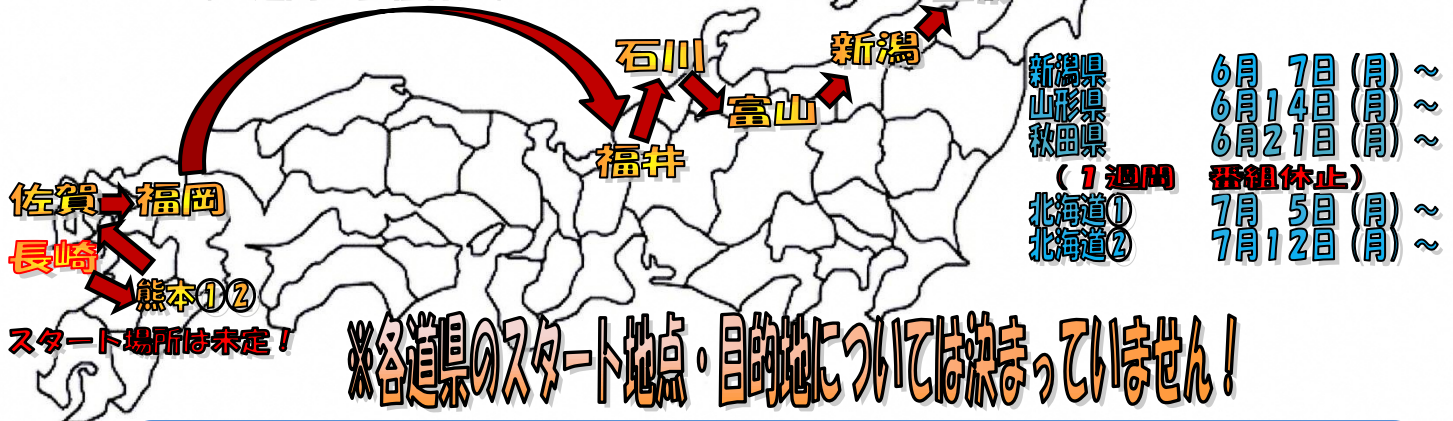 石川
新潟
富山
福井
佐賀
福岡
長崎
熊本①②
スタート場所は未定！
新潟県 6月 7日（月）～
山形県 6月14日（月）～
秋田県 6月21日（月）～
（１週間 番組休止）
北海道① 7月 5日（月）～
北海道② 7月12日（月）～
※各道県のスタート地点・目的地については決まっていません！